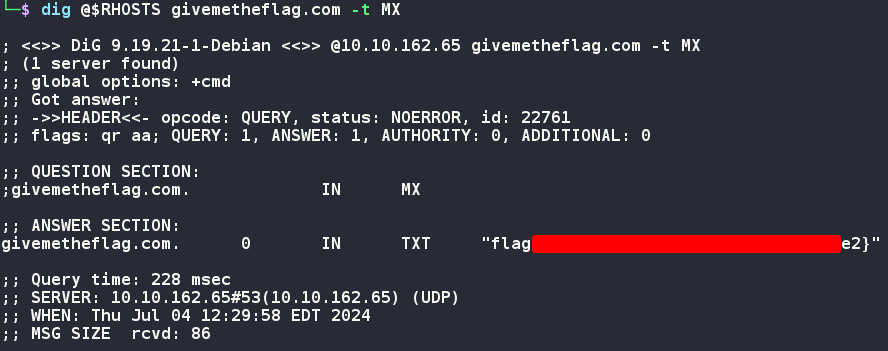 └─$ dig @$RHOSTS givemetheflag.com -t MX
; <<>> DiG 9.19.21-1-Debian <<>> @10.10.162.65 givemetheflag.com -t MX
; (1 server found)
;; global options: +cmd
;; Got answer:
;; ->>HEADER<<- opcode: QUERY, status: NOERROR, id: 22761
;; flags: qr aa; QUERY: 1, ANSWER: 1, AUTHORITY: 0, ADDITIONAL: 0
;; QUESTION SECTION:
;givemetheflag.com. IN MX
;; ANSWER SECTION:
givemetheflag.com. 0 IN TXT "flag e2}"
;; Query time: 228 msec
;; SERVER: 10.10.162.65#53(10.10.162.65) (UDP)
;; WHEN: Thu Jul 04 12:29:58 EDT 2024
;; MSG SIZE rcvd: 86